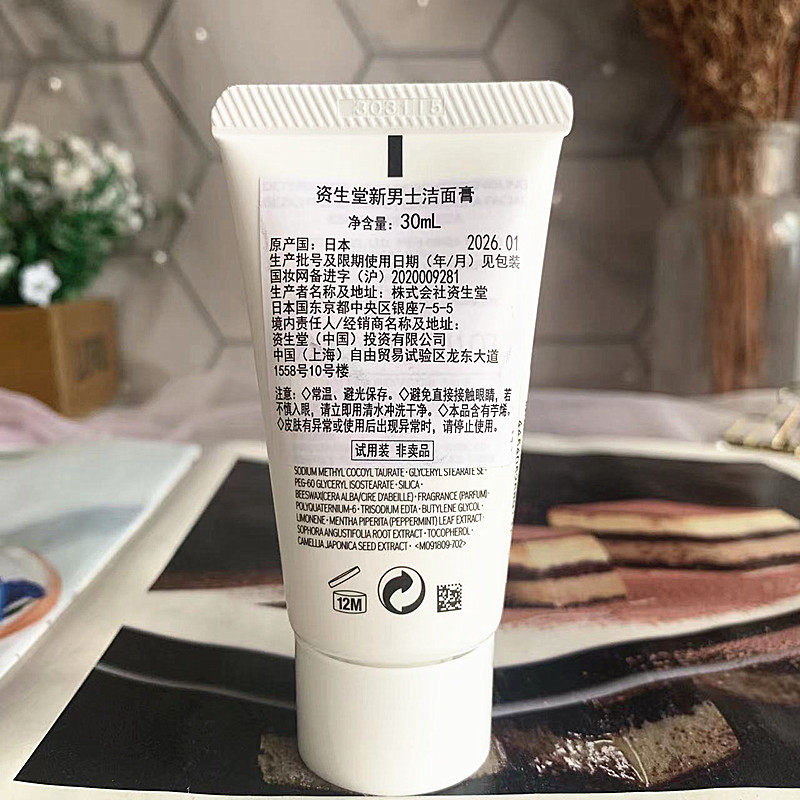 303115
资生堂新男士洁面膏
净含量：30mL
原产国：日本 2026.01
生产批号及限期使用日期（年/月）见包装
国妆网备进字（沪）2020009281
生产者名称及地址：株式会社资生堂
日本国东京都中央区银座7-5-5
境内责任人/经销商名称及地址：
资生堂（中国）投资有限公司
中国（上海）自由贸易试验区龙东大道
1558号10号楼
注意：◇常温、避光保存。◇避免直接接触眼睛，若
不慎入眼，请立即用清水冲洗干净。◇本品含有苧烯。
◇皮肤有异常或使用后出现异常时，请停止使用。
试用装 非卖品
SODIUM METHYL COCOYL TAURATE・GLYCERYL STEARATE SE・
PEG-60 GLYCERYL ISOSTEARATE・SILICA・
BEESWAX(CERA ALBA/CIRE D'ABEILLE)・FRAGRANCE (PARFUM)・
POLYQUATERNIUM-6・TRISODIUM EDTA・BUTYLENE GLYCOL・
LIMONENE・MENTHA PIPERITA (PEPPERMINT) LEAF EXTRACT・
SOPHORA ANGUSTIFOLIA ROOT EXTRACT・TOCOPHEROL・
CAMELLIA JAPONICA SEED EXTRACT・<M091809-702>
12M